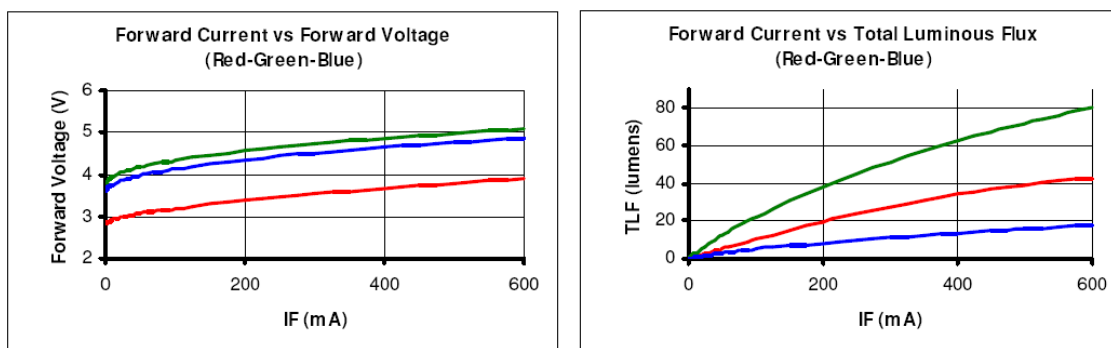 Forward Current vs Forward Voltage
(Red-Green-Blue)
Forward Voltage (V)
6
5
4
3
2
0
200
400
600
IF (mA)
Forward Current vs Total Luminous Flux
(Red-Green-Blue)
TLF (lumens)
80
60
40
20
0
0
200
400
600
IF (mA)